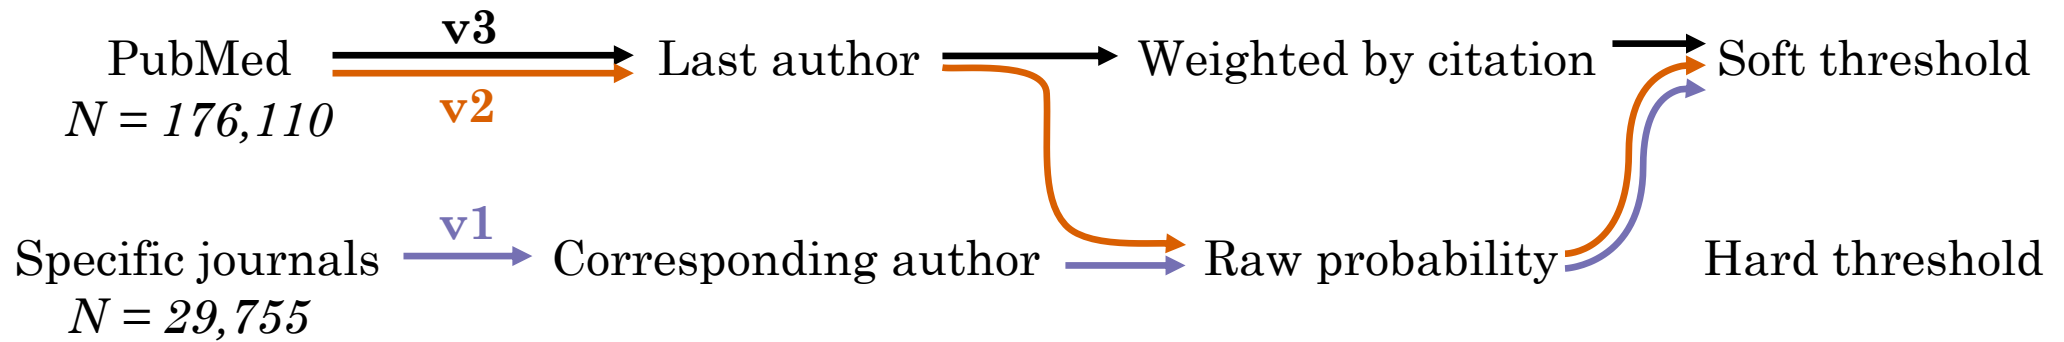 v3
PubMed
Last author
Weighted by citation
Soft threshold
N = 176,110
v2
v1
Specific journals
Corresponding author
Raw probability
Hard threshold
N = 29,755